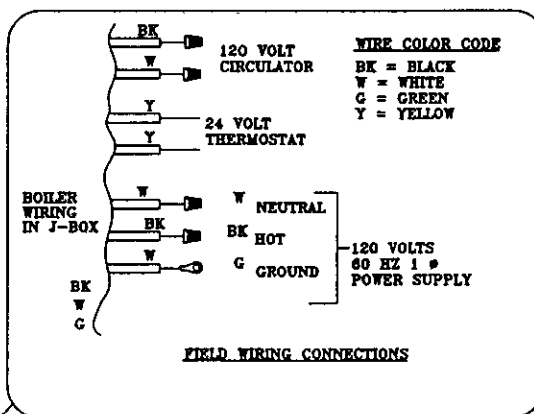 BK
W
120 VOLT
CIRCULATOR
WIRE COLOR CODE
BK = BLACK
W = WHITE
G = GREEN
Y = YELLOW
Y
Y
24 VOLT
THERMOSTAT
BOILER
WIRING
IN J-BOX
W
BK
W
W NEUTRAL
BK HOT
G GROUND
120 VOLTS
60 HZ 1 ø
POWER SUPPLY
BK
W
G
FIELD WIRING CONNECTIONS